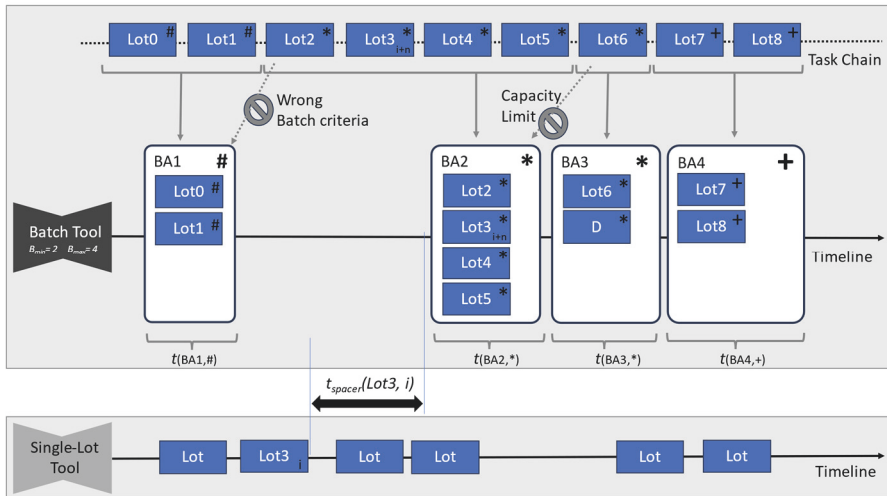 Lot0 #
Lot1 #
Lot2 *
Lot3 *
i+n
Lot4 *
Lot5 *
Lot6 *
Lot7 +
Lot8 +
Task Chain
Wrong
Batch criteria
Capacity
Limit
BA1 #
Lot0 #
Lot1 #
BA2 *
Lot2 *
Lot3 *
i+n
Lot4 *
Lot5 *
BA3 *
Lot6 *
D *
BA4 +
Lot7 +
Lot8 +
Batch Tool
Bmin=2 Bmax=4
Timeline
t(BA1,#)
t(BA2,*)
t(BA3,*)
t(BA4,+)
tspacer(Lot3, i)
Single-Lot
Tool
Lot
Lot3 i
Lot
Lot
Lot
Lot
Timeline